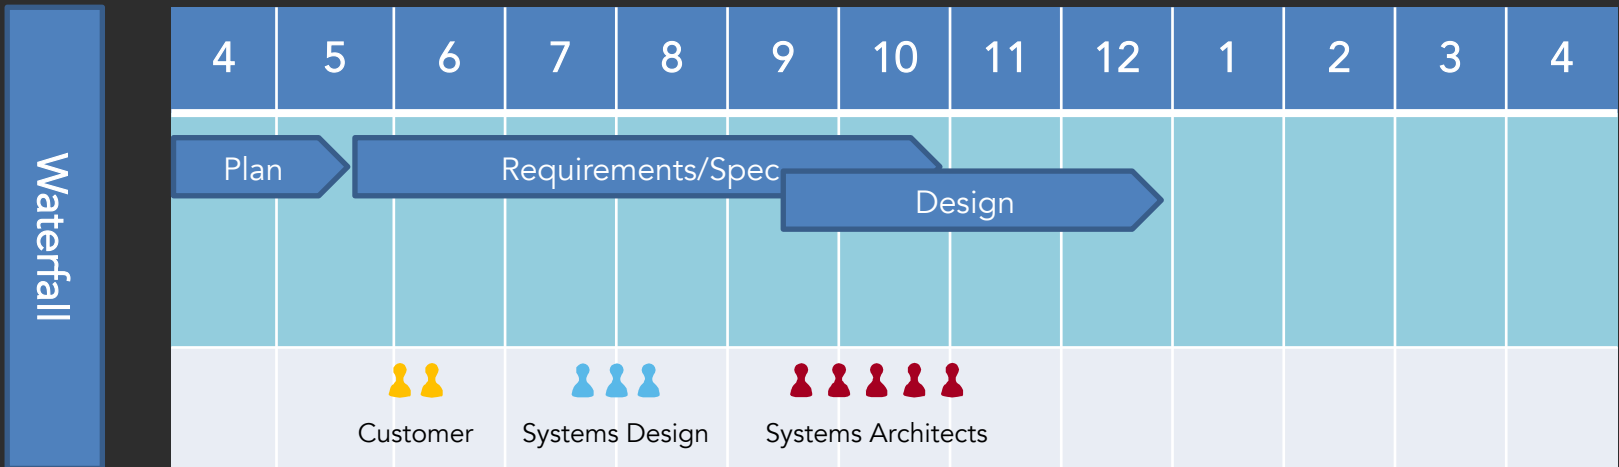 Waterfall
4 5 6 7 8 9 10 11 12 1 2 3 4
Plan
Requirements/Spec
Design
Customer
Systems Design
Systems Architects